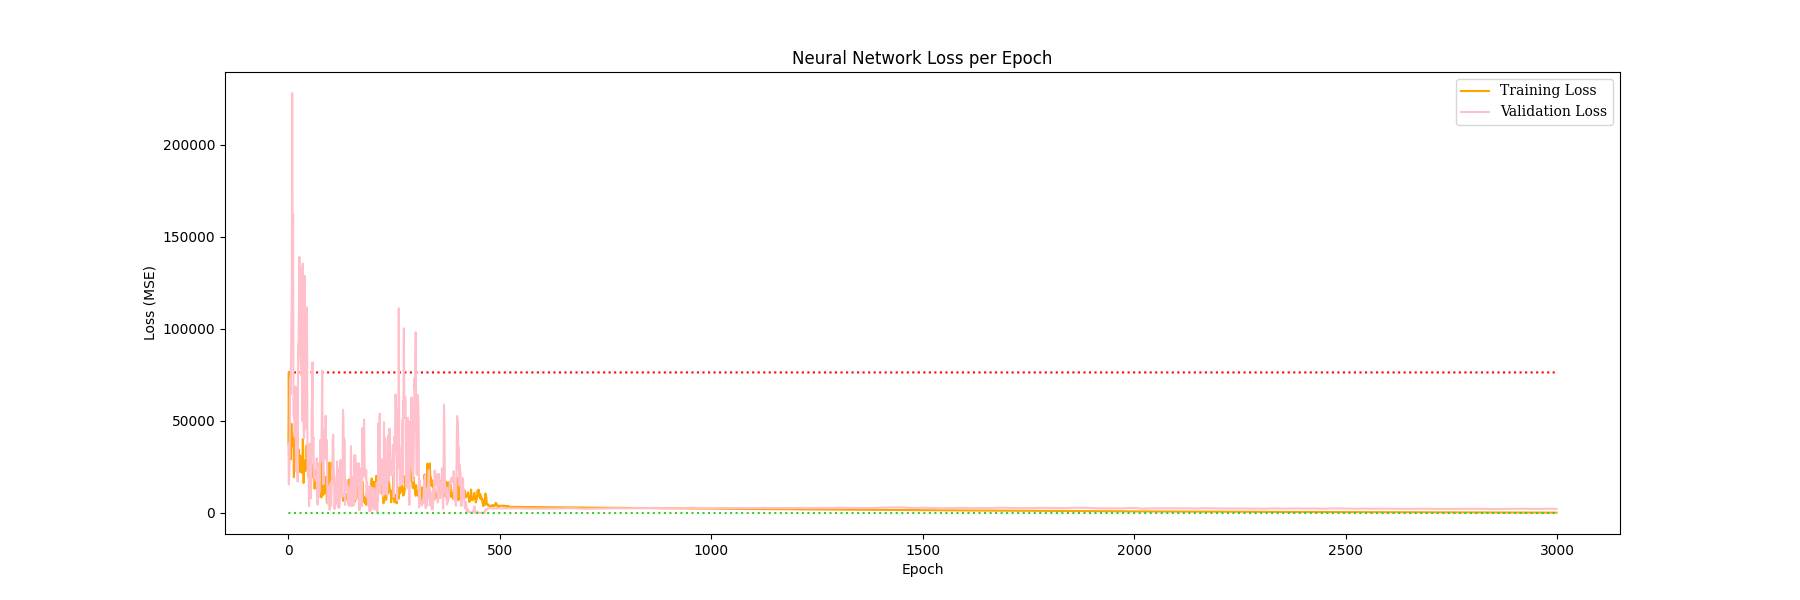 Neural Network Loss per Epoch
Training Loss
Validation Loss
200000
150000
100000
50000
0
Loss (MSE)
0 500 1000 1500 2000 2500 3000
Epoch